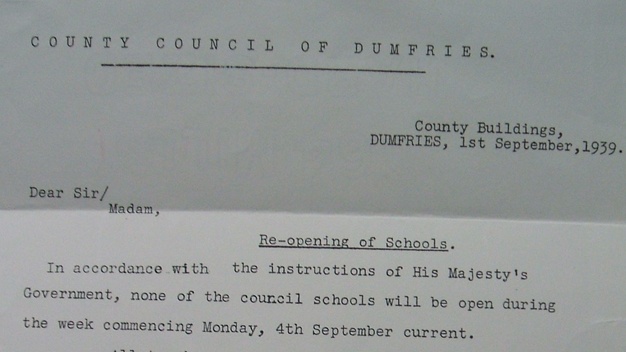 COUNTY COUNCIL OF DUMFRIES.
County Buildings,
DUMFRIES, 1st September,1939.
Dear Sir/
Madam,
Re-opening of Schools.
In accordance with the instructions of His Majesty's
Government, none of the council schools will be open during
the week commencing Monday, 4th September current.